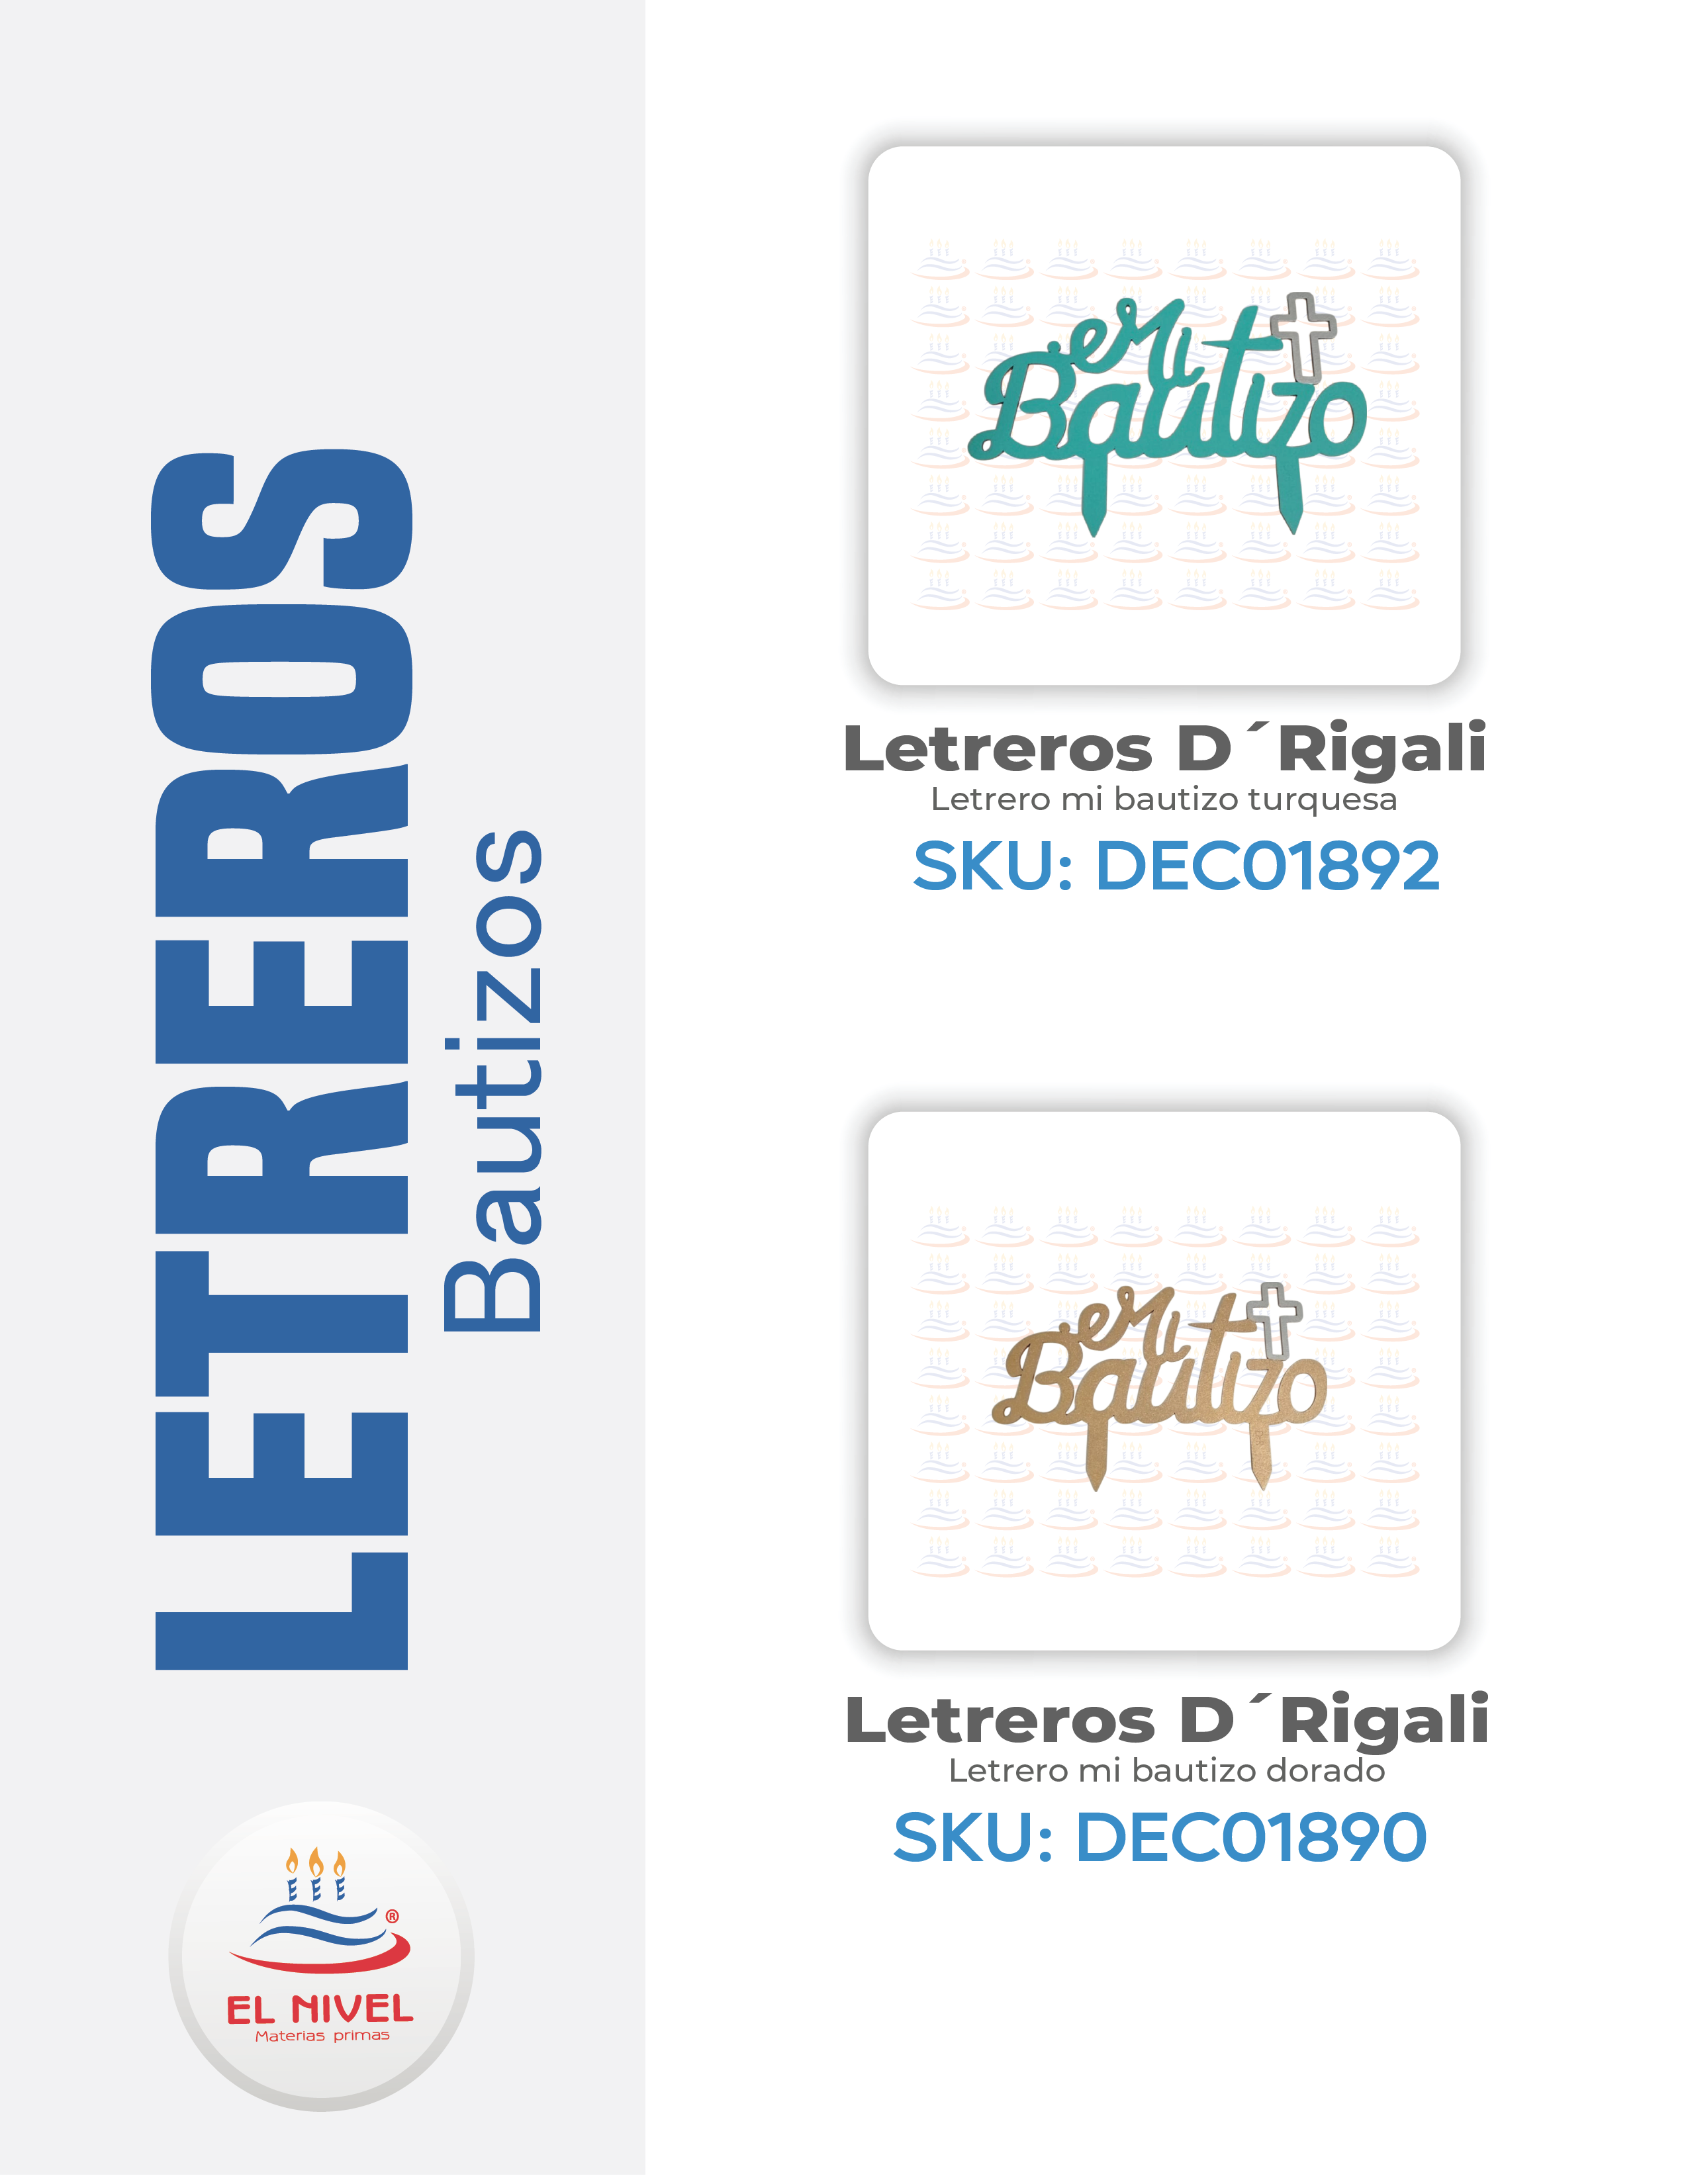 LETREROS
Bautizos
Mi
Bautizo
Letreros D´Rigali
Letrero mi bautizo turquesa
SKU: DEC01892
Mi
Bautizo
Letreros D´Rigali
Letrero mi bautizo dorado
SKU: DEC01890
®
EL NIVEL
Materias primas